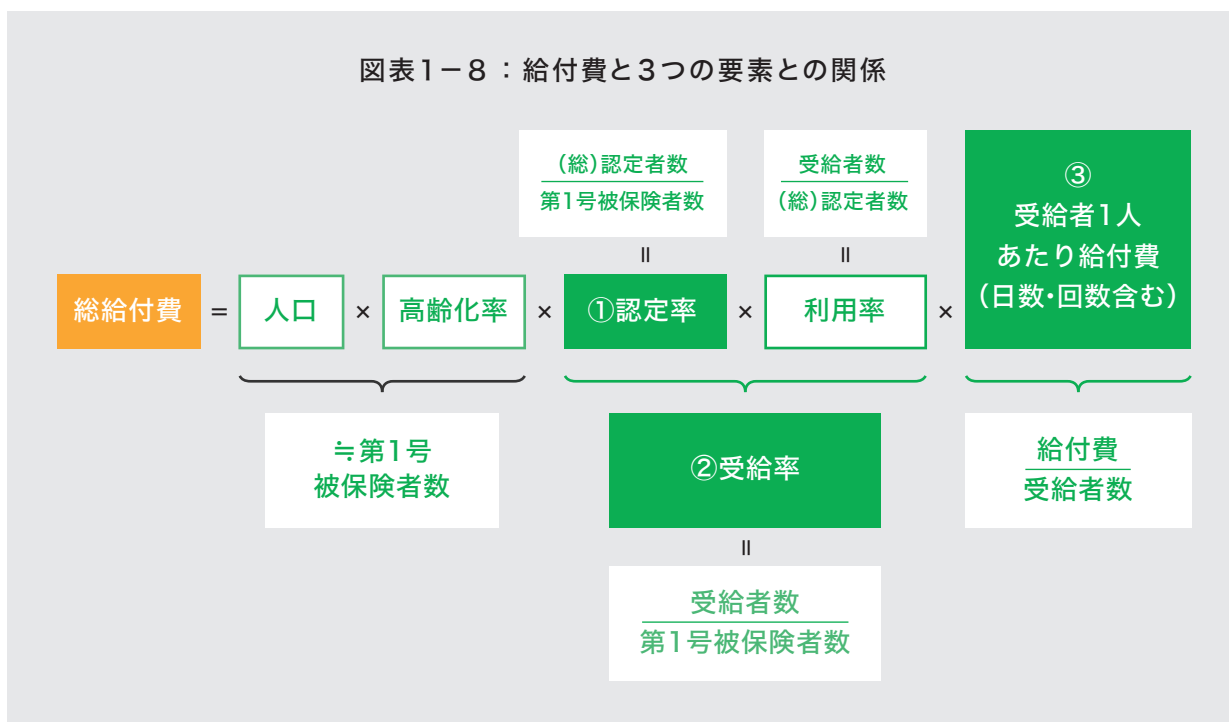 図表1－8：給付費と3つの要素との関係
(総)認定者数
第1号被保険者数
=
受給者数
(総)認定者数
=
総給付費 = 人口 × 高齢化率 × ①認定率 × 利用率 ×
③
受給者1人
あたり給付費
(日数・回数含む)
≒第1号
被保険者数
②受給率
=
受給者数
第1号被保険者数
給付費
受給者数